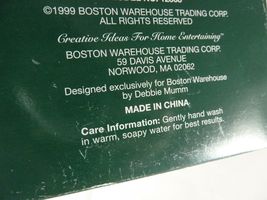 ©1999 BOSTON WAREHOUSE TRADING CORP.
ALL RIGHTS RESERVED
Creative Ideas For Home Entertaining™
BOSTON WAREHOUSE TRADING CORP.
59 DAVIS AVENUE
NORWOOD, MA 02062
Designed exclusively for Boston Warehouse
by Debbie Mumm
MADE IN CHINA
Care Information: Gently hand wash
in warm, soapy water for best results.